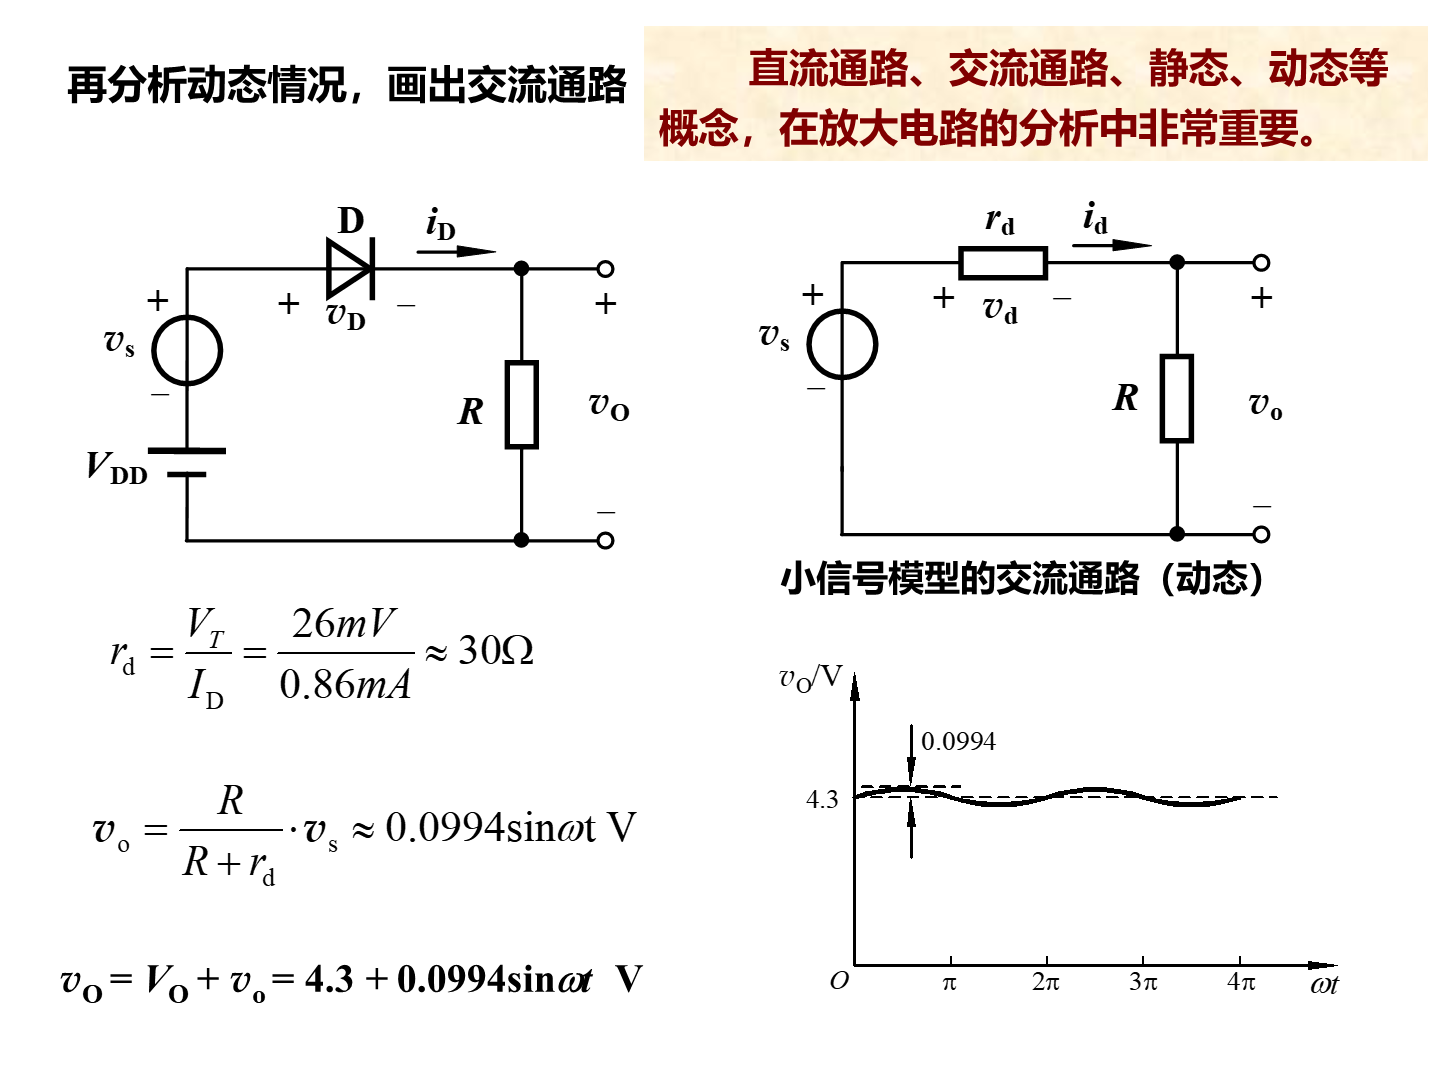 再分析动态情况，画出交流通路
直流通路、交流通路、静态、动态等
概念，在放大电路的分析中非常重要。
D
iD
+
vD
–
+
vs
–
VDD
R
+
vO
–
rd
id
+
vd
–
+
vs
–
R
+
vo
–
小信号模型的交流通路（动态）
rd = VT / ID = 26mV / 0.86mA ≈ 30Ω
vo = R / (R + rd) · vs ≈ 0.0994sinωt V
vO = VO + vo = 4.3 + 0.0994sinωt V
vO/V
0.0994
4.3
O π 2π 3π 4π ωt